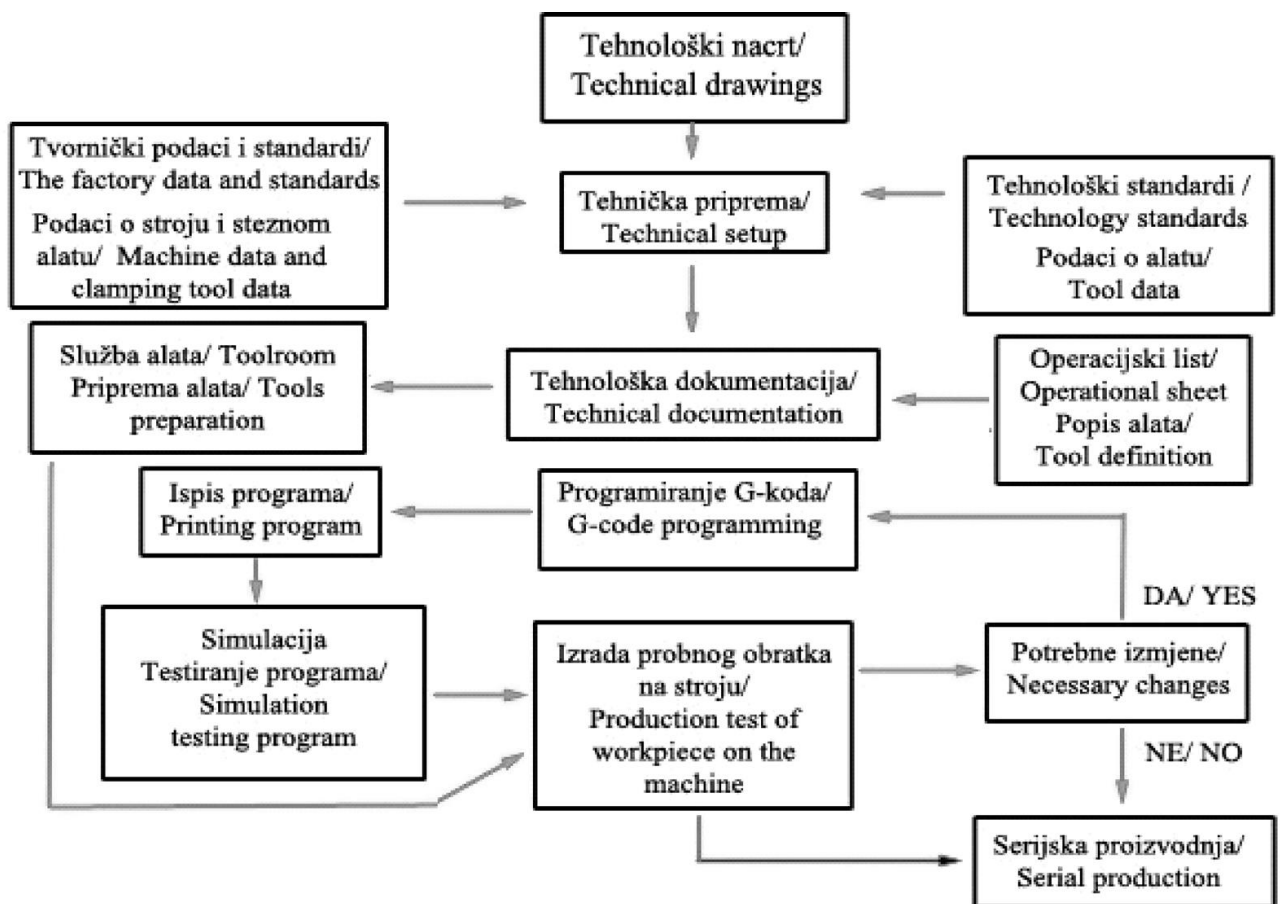 Tehnološki nacrt/
Technical drawings
Tvornički podaci i standardi/
The factory data and standards
Podaci o stroju i steznom
alatu/ Machine data and
clamping tool data
Tehnička priprema/
Technical setup
Tehnološki standardi /
Technology standards
Podaci o alatu/
Tool data
Služba alata/ Toolroom
Priprema alata/ Tools
preparation
Tehnološka dokumentacija/
Technical documentation
Operacijski list/
Operational sheet
Popis alata/
Tool definition
Ispis programa/
Printing program
Programiranje G-koda/
G-code programming
DA/ YES
Simulacija
Testiranje programa/
Simulation
testing program
Izrada probnog obratka
na stroju/
Production test of
workpiece on the
machine
Potrebne izmjene/
Necessary changes
NE/ NO
Serijska proizvodnja/
Serial production